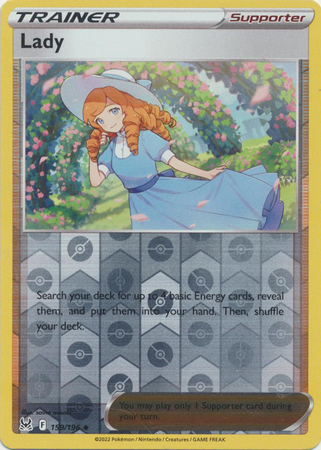 TRAINER Supporter
Lady
Search your deck for up to 4 basic Energy cards, reveal
them, and put them into your hand. Then, shuffle
your deck.
You may play only 1 Supporter card during
your turn.
F 159/196
©2022 Pokémon / Nintendo / Creatures / GAME FREAK